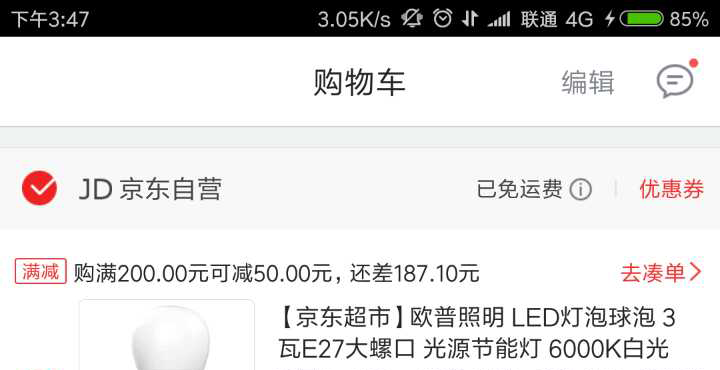 下午3:47 3.05K/s 联通 4G 85%
购物车 编辑
JD 京东自营 已免运费 优惠券
满减 购满200.00元可减50.00元，还差187.10元 去凑单
【京东超市】欧普照明 LED灯泡球泡 3
瓦E27大螺口 光源节能灯 6000K白光